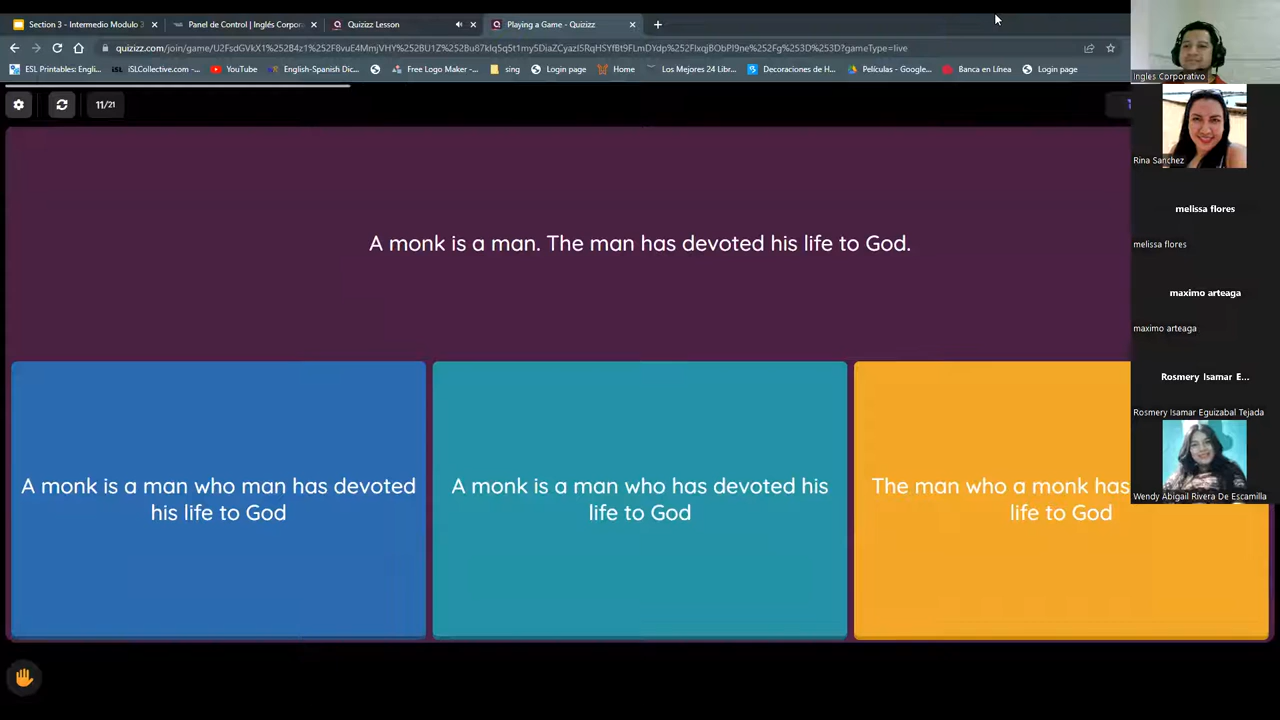 Section 3 - Intermedio Modulo 3
Panel de Control | Inglés Corpora
Quizizz Lesson
Playing a Game - Quizizz
ESL Printables: Engli...
iSLCollective.com -...
YouTube
English-Spanish Dic...
Free Logo Maker -...
sing
Login page
Home
Los Mejores 24 Libr...
Decoraciones de H...
Películas - Google...
Banca en Línea
Login page
11/21
A monk is a man. The man has devoted his life to God.
A monk is a man who man has devoted
his life to God
A monk is a man who has devoted his
life to God
The man who a monk has
life to God
Ingles Corporativo
Rina Sanchez
melissa flores
melissa flores
maximo arteaga
maximo arteaga
Rosmery Isamar E...
Rosmery Isamar Eguizabal Tejada
Wendy Abigail Rivera De Escamilla